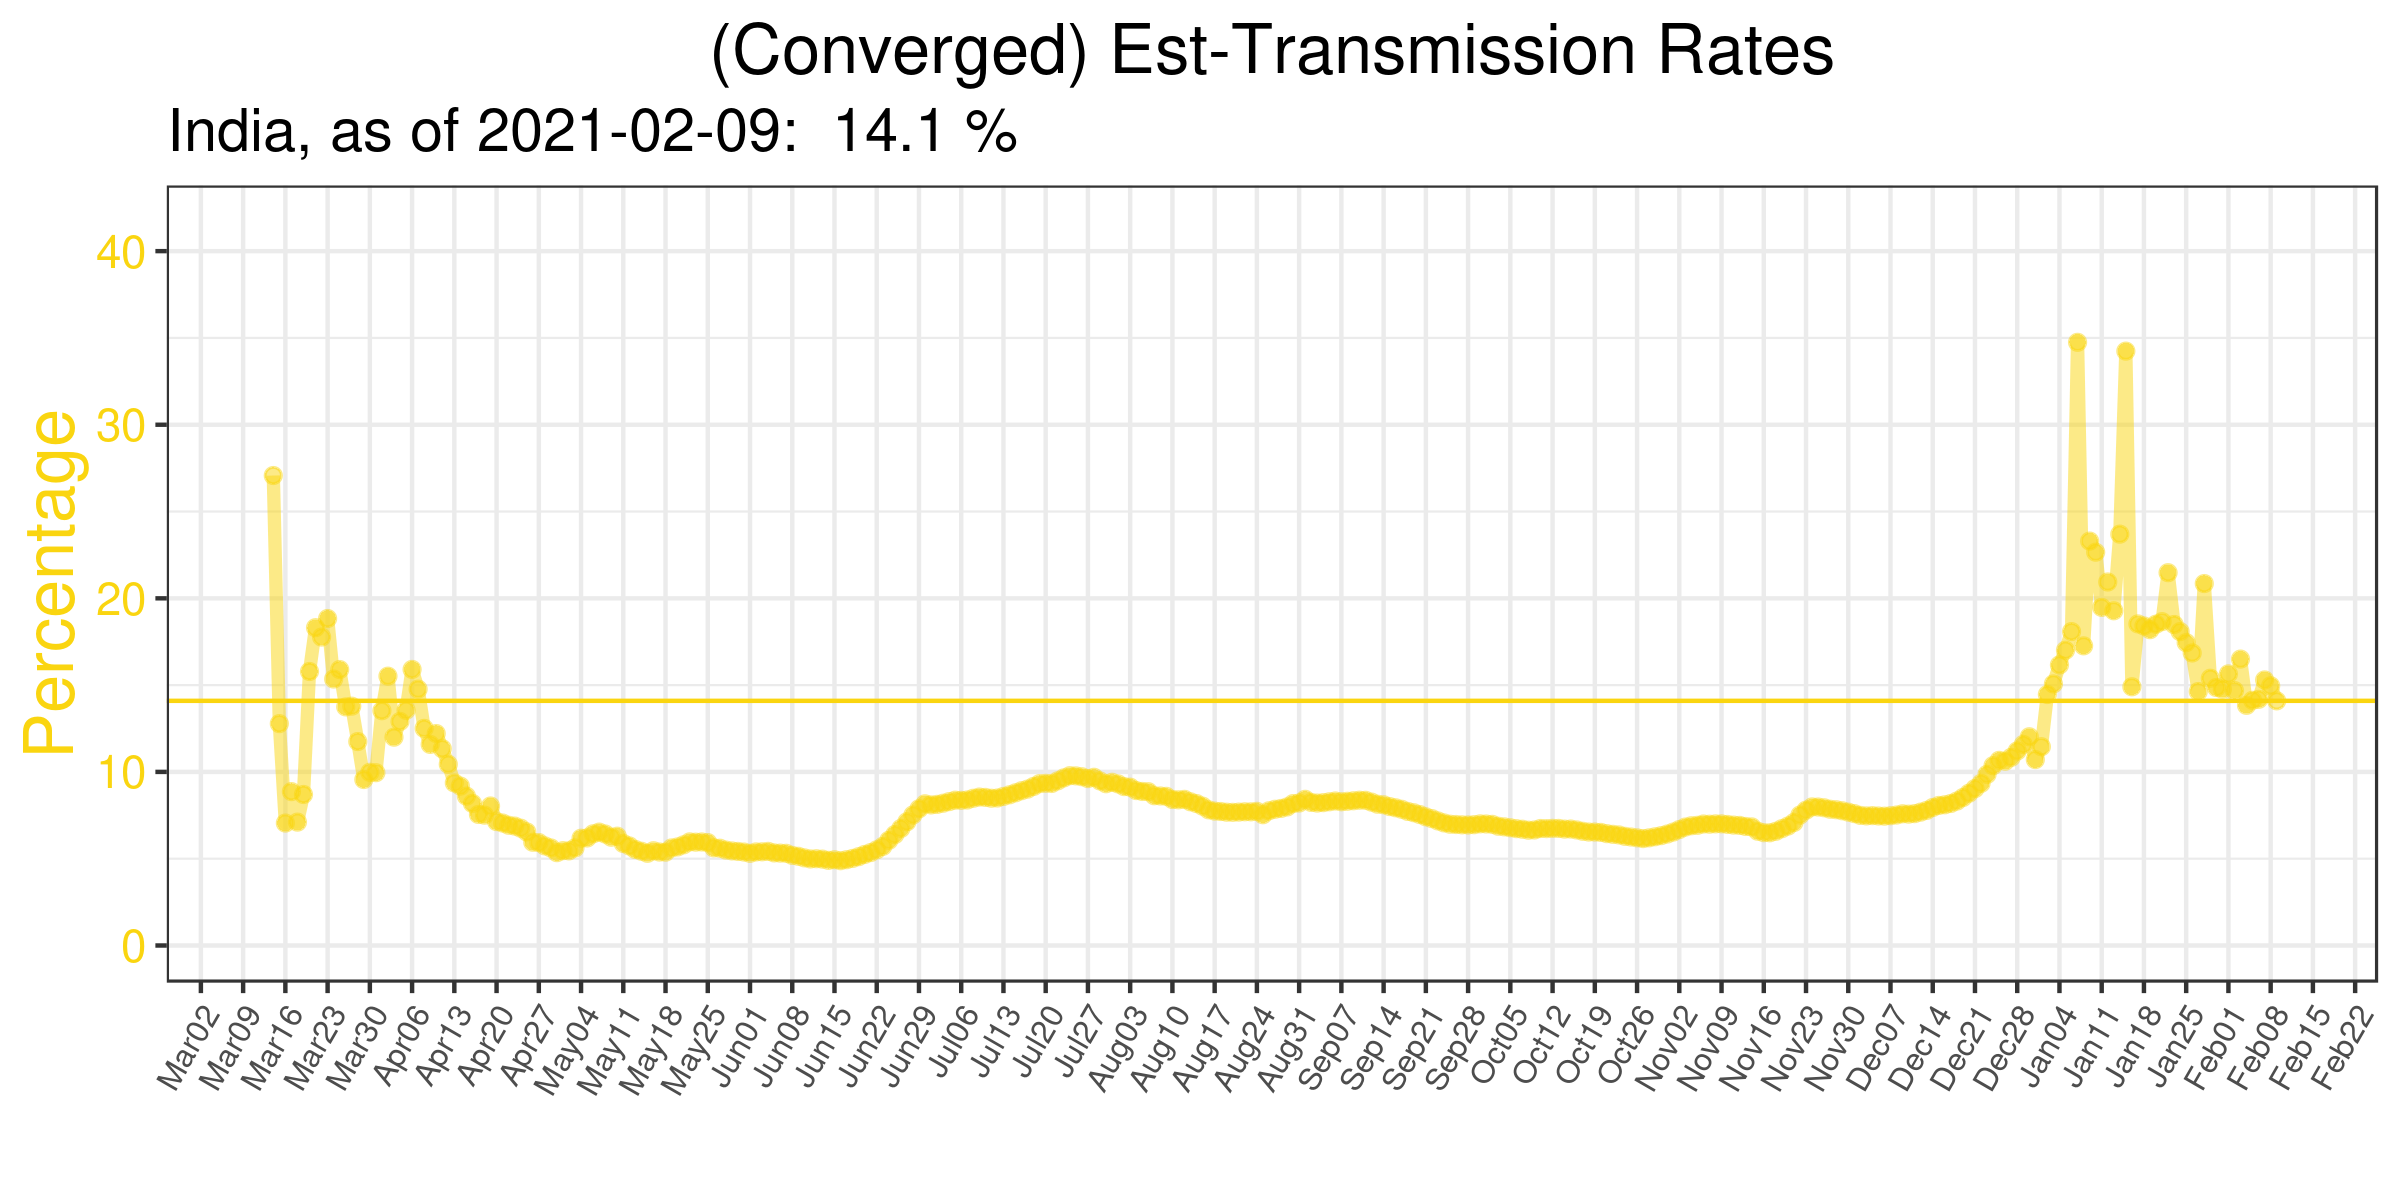 (Converged) Est-Transmission Rates
India, as of 2021-02-09:  14.1 %
Percentage
40
30
20
10
0
Mar02 Mar09 Mar16 Mar23 Mar30 Apr06 Apr13 Apr20 Apr27 May04 May11 May18 May25 Jun01 Jun08 Jun15 Jun22 Jun29 Jul06 Jul13 Jul20 Jul27 Aug03 Aug10 Aug17 Aug24 Aug31 Sep07 Sep14 Sep21 Sep28 Oct05 Oct12 Oct19 Oct26 Nov02 Nov09 Nov16 Nov23 Nov30 Dec07 Dec14 Dec21 Dec28 Jan04 Jan11 Jan18 Jan25 Feb01 Feb08 Feb15 Feb22